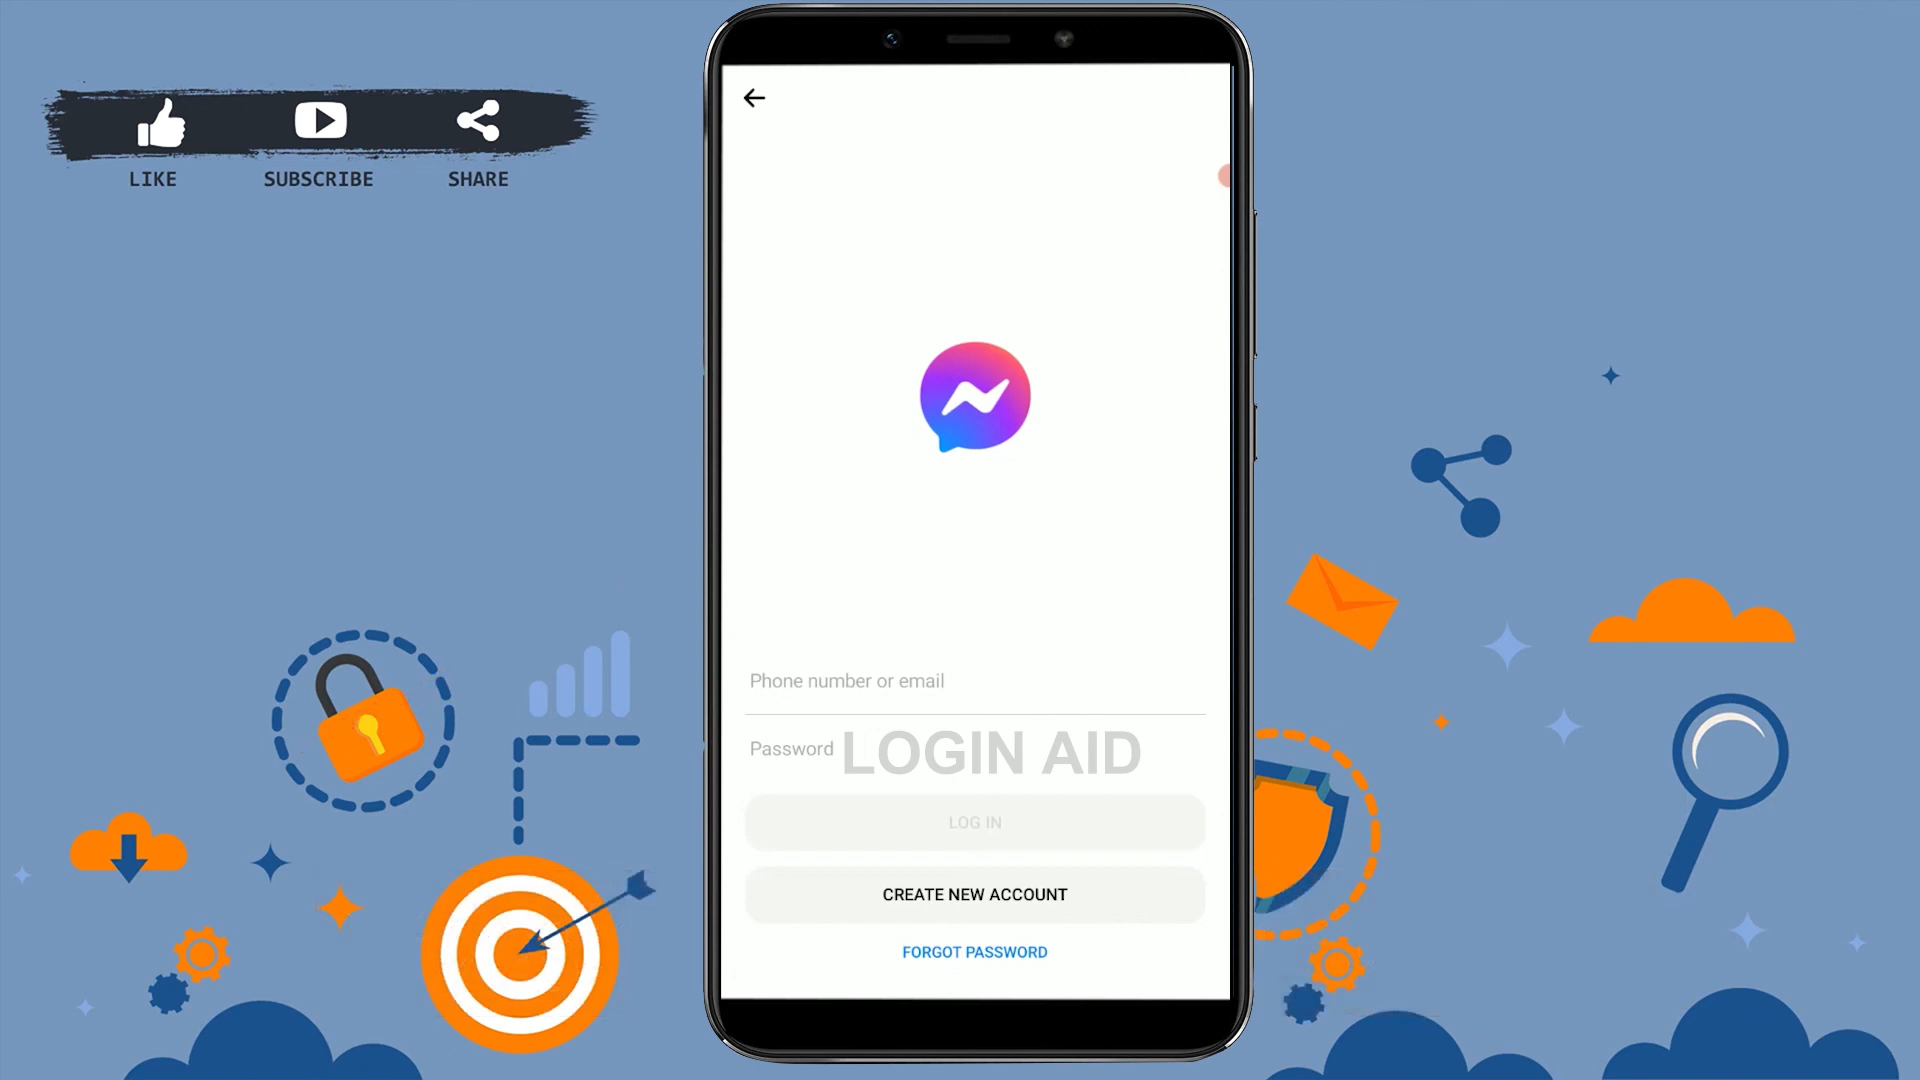 LIKE
SUBSCRIBE
SHARE
Phone number or email
Password
LOGIN AID
LOG IN
CREATE NEW ACCOUNT
FORGOT PASSWORD